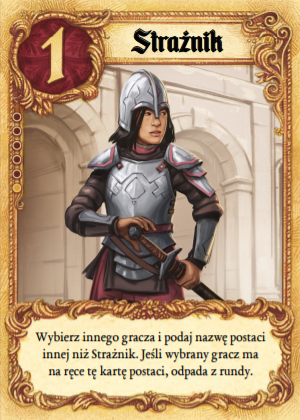 1
Strażnik
Wybierz innego gracza i podaj nazwę postaci
innej niż Strażnik. Jeśli wybrany gracz ma
na ręce tę kartę postaci, odpada z rundy.